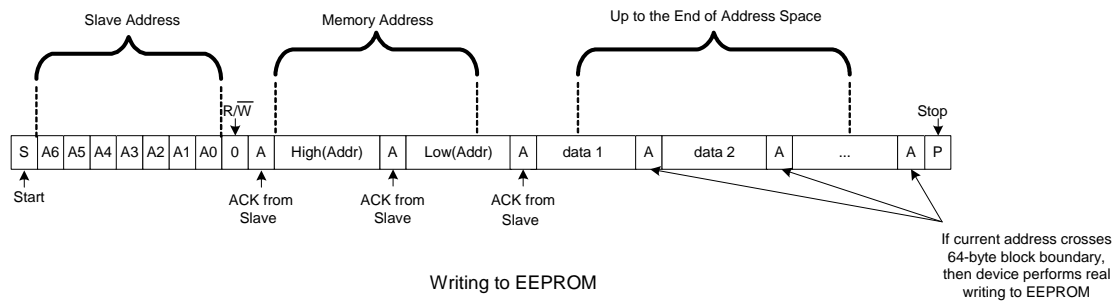 Slave Address
Memory Address
Up to the End of Address Space
R/W
Stop
S A6 A5 A4 A3 A2 A1 A0 0 A High(Addr) A Low(Addr) A data 1 A data 2 A ... A P
Start
ACK from
Slave
ACK from
Slave
ACK from
Slave
If current address crosses
64-byte block boundary,
then device performs real
writing to EEPROM
Writing to EEPROM